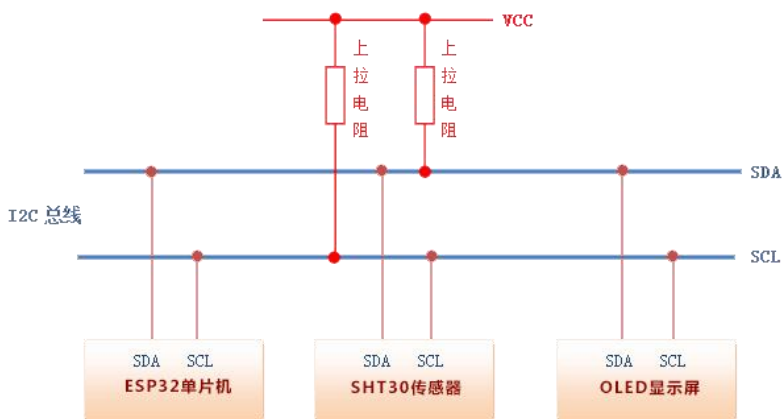 VCC
上拉电阻
上拉电阻
SDA
I2C 总线
SCL
SDA SCL
ESP32单片机
SDA SCL
SHT30传感器
SDA SCL
OLED显示屏